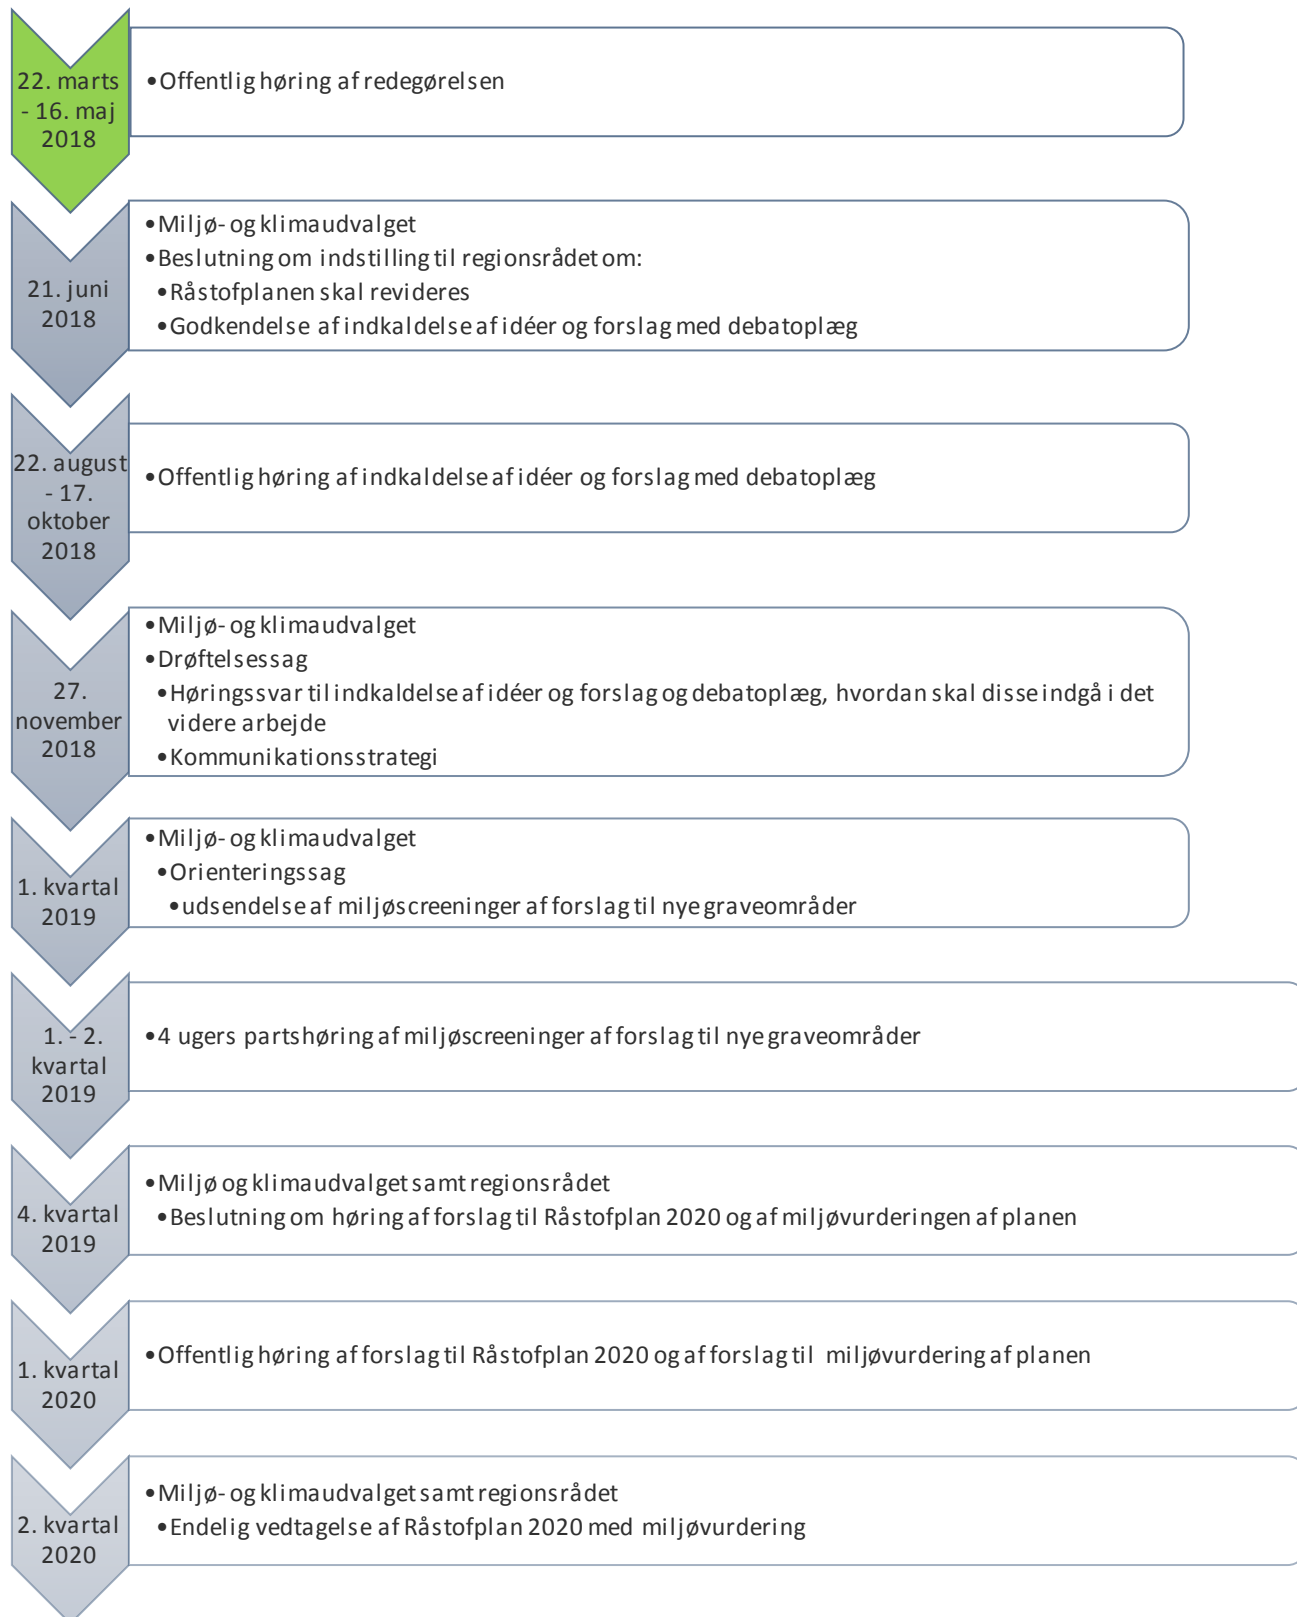 22. marts
- 16. maj
2018
•Offentlig høring af redegørelsen
21. juni
2018
•Miljø- og klimaudvalget
•Beslutning om indstilling til regionsrådet om:
•Råstofplanen skal revideres
•Godkendelse af indkaldelse af idéer og forslag med debatoplæg
22. august
- 17.
oktober
2018
•Offentlig høring af indkaldelse af idéer og forslag med debatoplæg
27.
november
2018
•Miljø- og klimaudvalget
•Drøftelsessag
•Høringssvar til indkaldelse af idéer og forslag og debatoplæg, hvordan skal disse indgå i det
videre arbejde
•Kommunikationsstrategi
1. kvartal
2019
•Miljø- og klimaudvalget
•Orienteringssag
•udsendelse af miljøscreeninger af forslag til nye graveområder
1. - 2.
kvartal
2019
•4 ugers partshøring af miljøscreeninger af forslag til nye graveområder
4. kvartal
2019
•Miljø og klimaudvalget samt regionsrådet
•Beslutning om høring af forslag til Råstofplan 2020 og af miljøvurderingen af planen
1. kvartal
2020
•Offentlig høring af forslag til Råstofplan 2020 og af forslag til miljøvurdering af planen
2. kvartal
2020
•Miljø- og klimaudvalget samt regionsrådet
•Endelig vedtagelse af Råstofplan 2020 med miljøvurdering